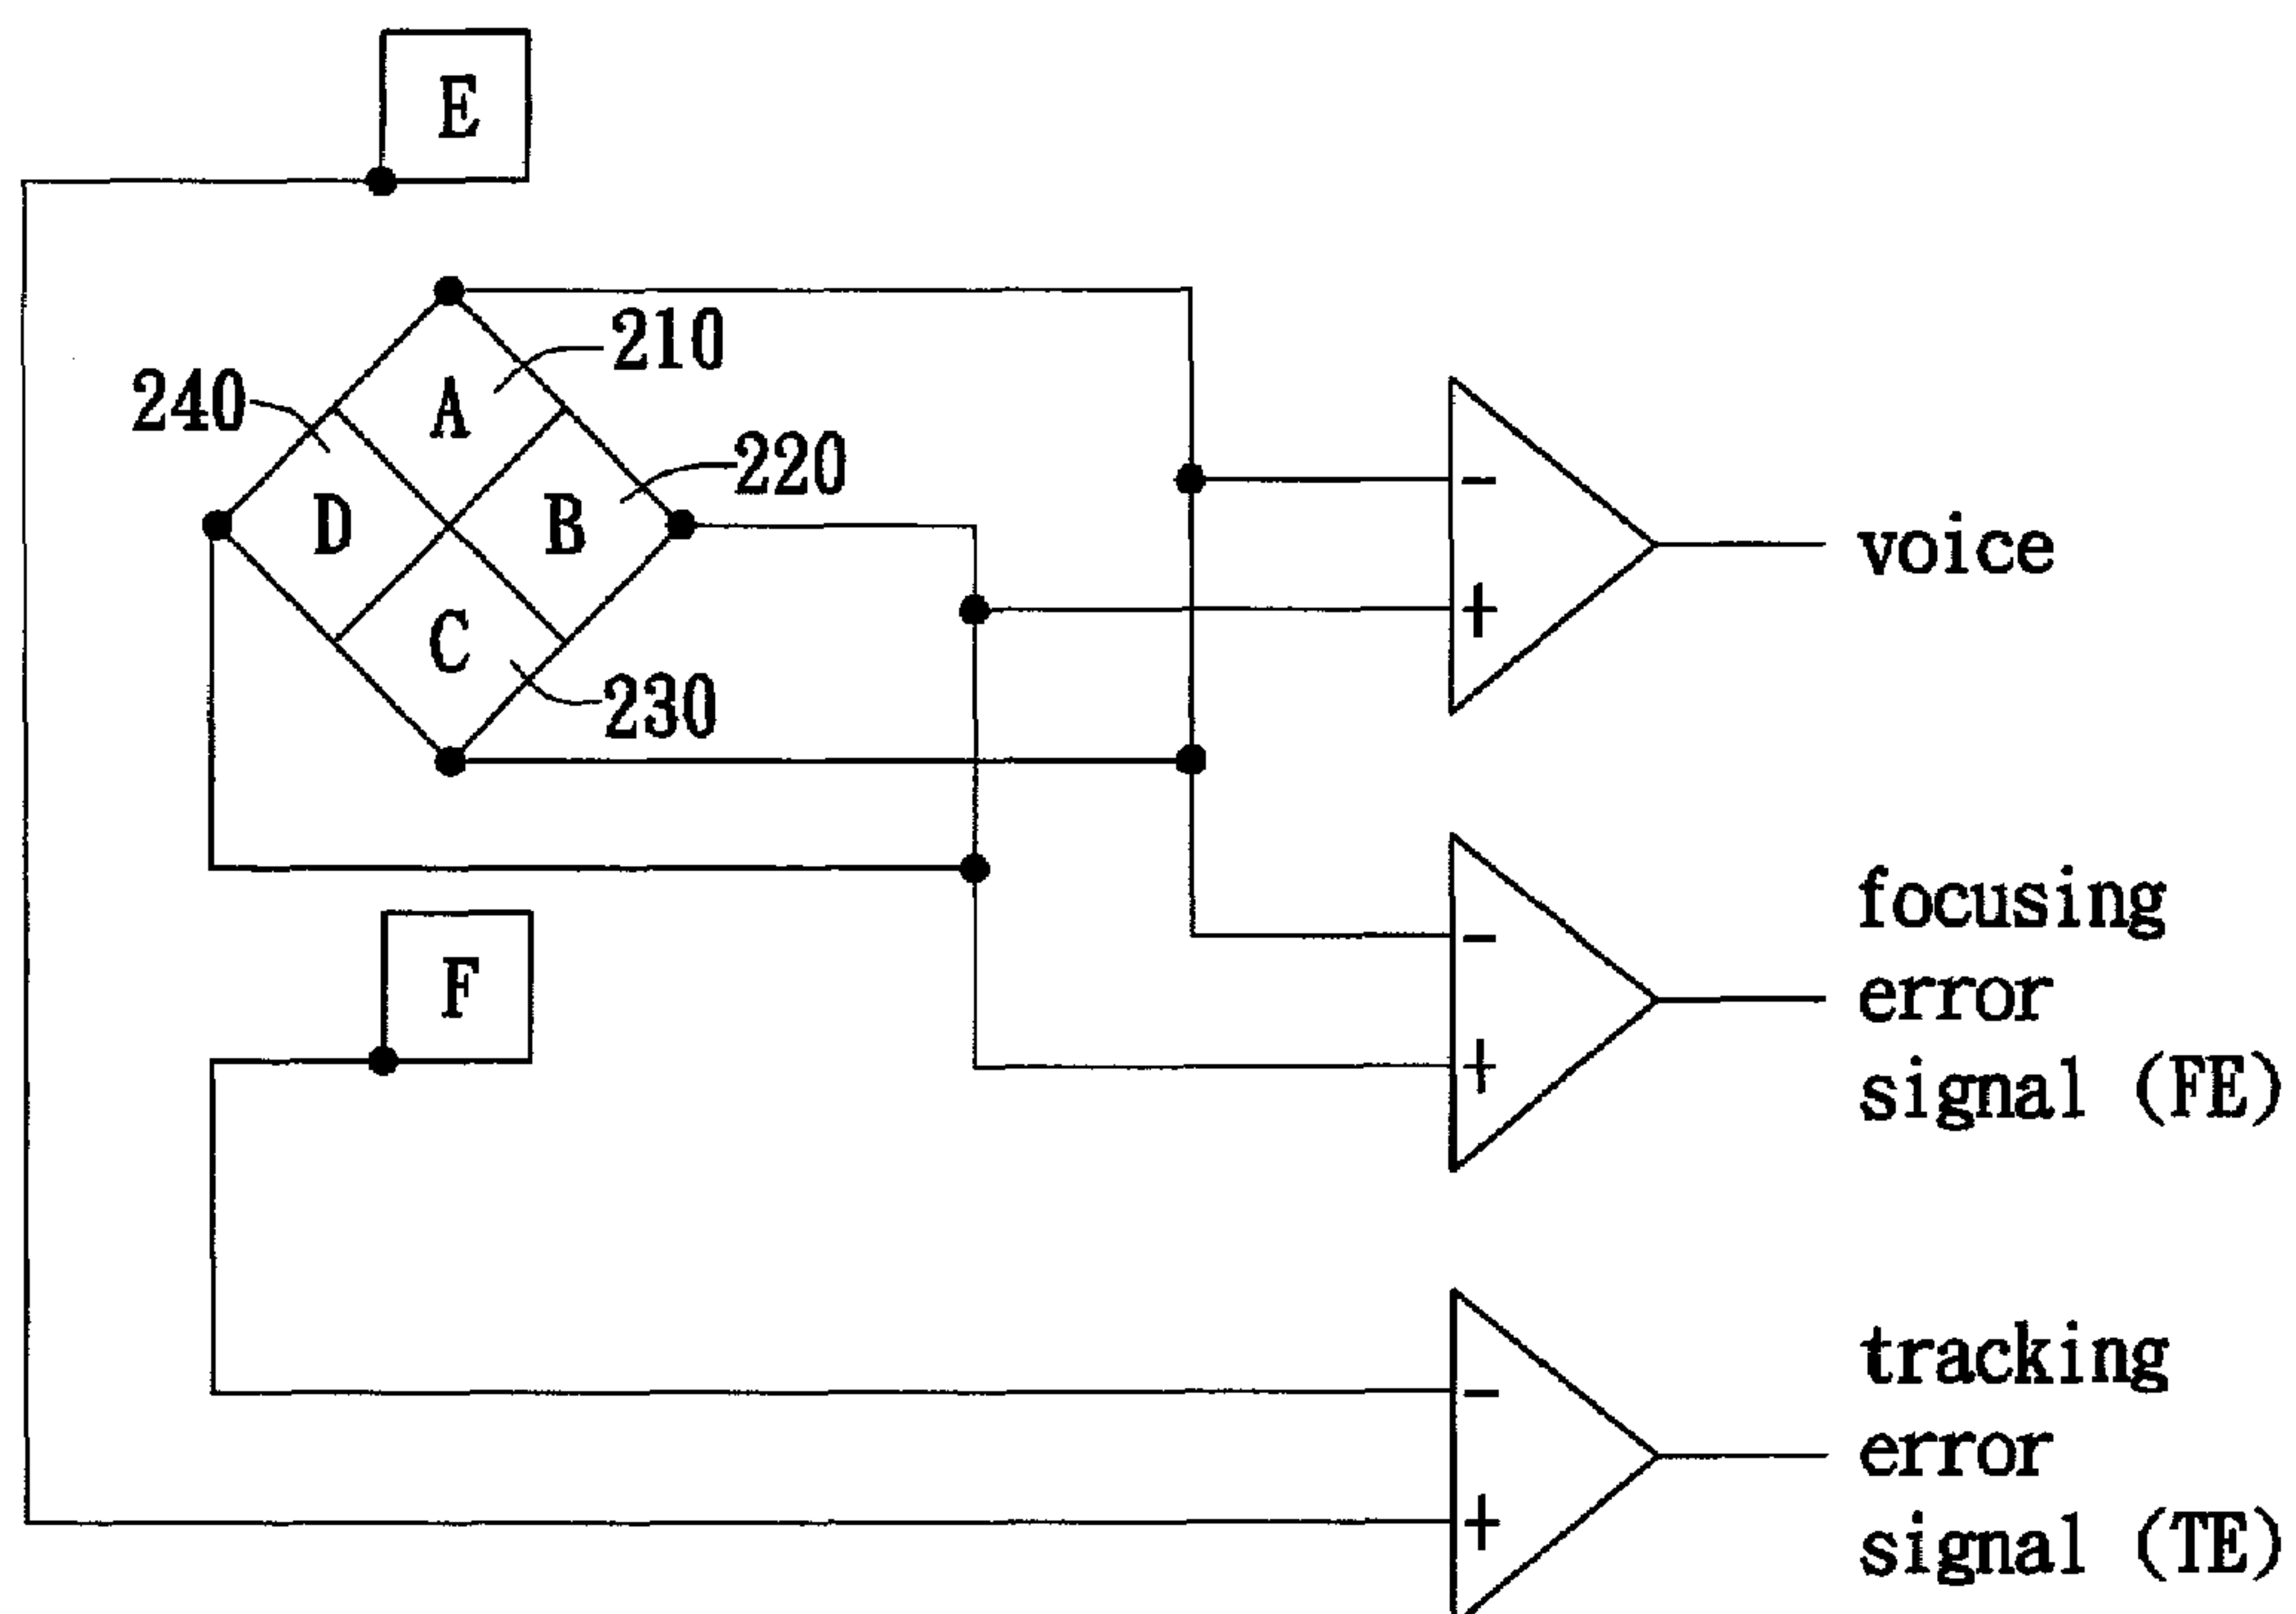 E
210
240
A
220
D
B
C
230
F
-
+
voice
-
+
focusing
error
signal (FE)
-
+
tracking
error
signal (TE)